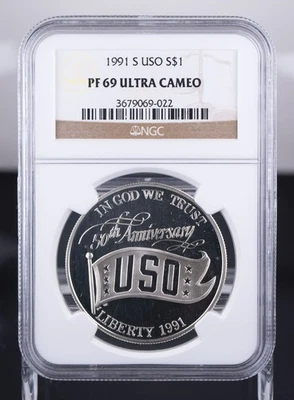 1991 S USO S$1
PF 69 ULTRA CAMEO
3679069-022
NGC
IN GOD WE TRUST
50th Anniversary
USO
LIBERTY 1991